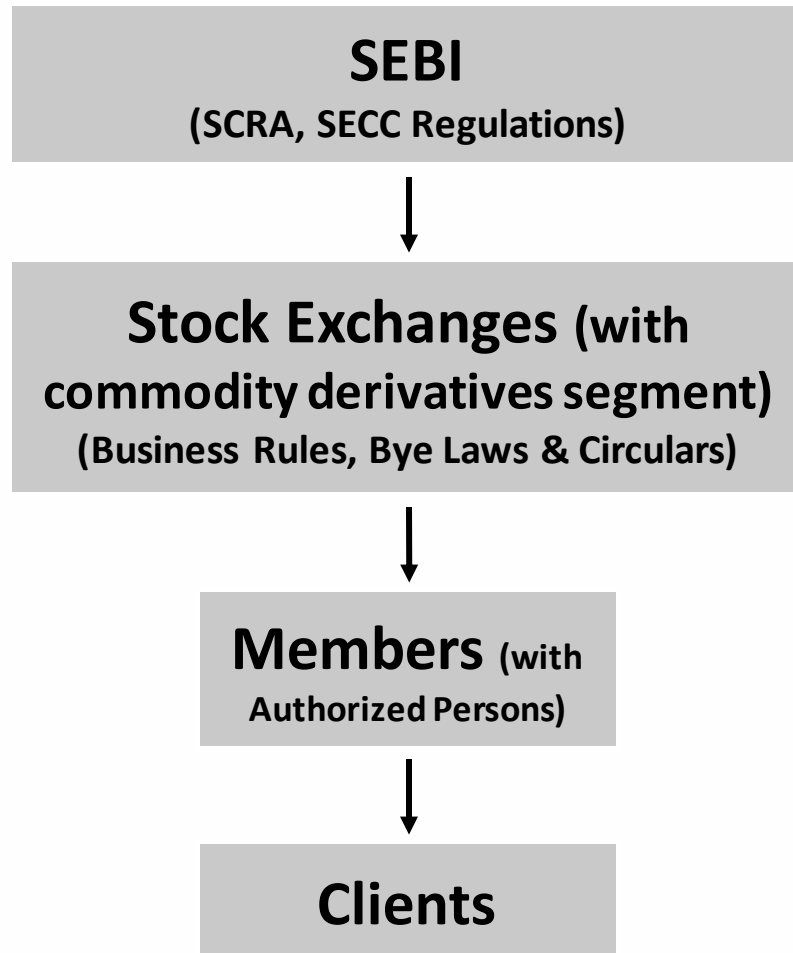 SEBI
(SCRA, SECC Regulations)
Stock Exchanges (with
commodity derivatives segment)
(Business Rules, Bye Laws & Circulars)
Members (with
Authorized Persons)
Clients